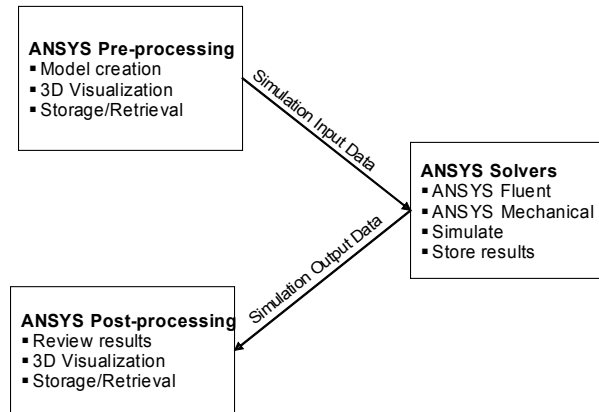 ANSYS Pre-processing
▪ Model creation
▪ 3D Visualization
▪ Storage/Retrieval
Simulation Input Data
ANSYS Solvers
▪ ANSYS Fluent
▪ ANSYS Mechanical
▪ Simulate
▪ Store results
Simulation Output Data
ANSYS Post-processing
▪ Review results
▪ 3D Visualization
▪ Storage/Retrieval